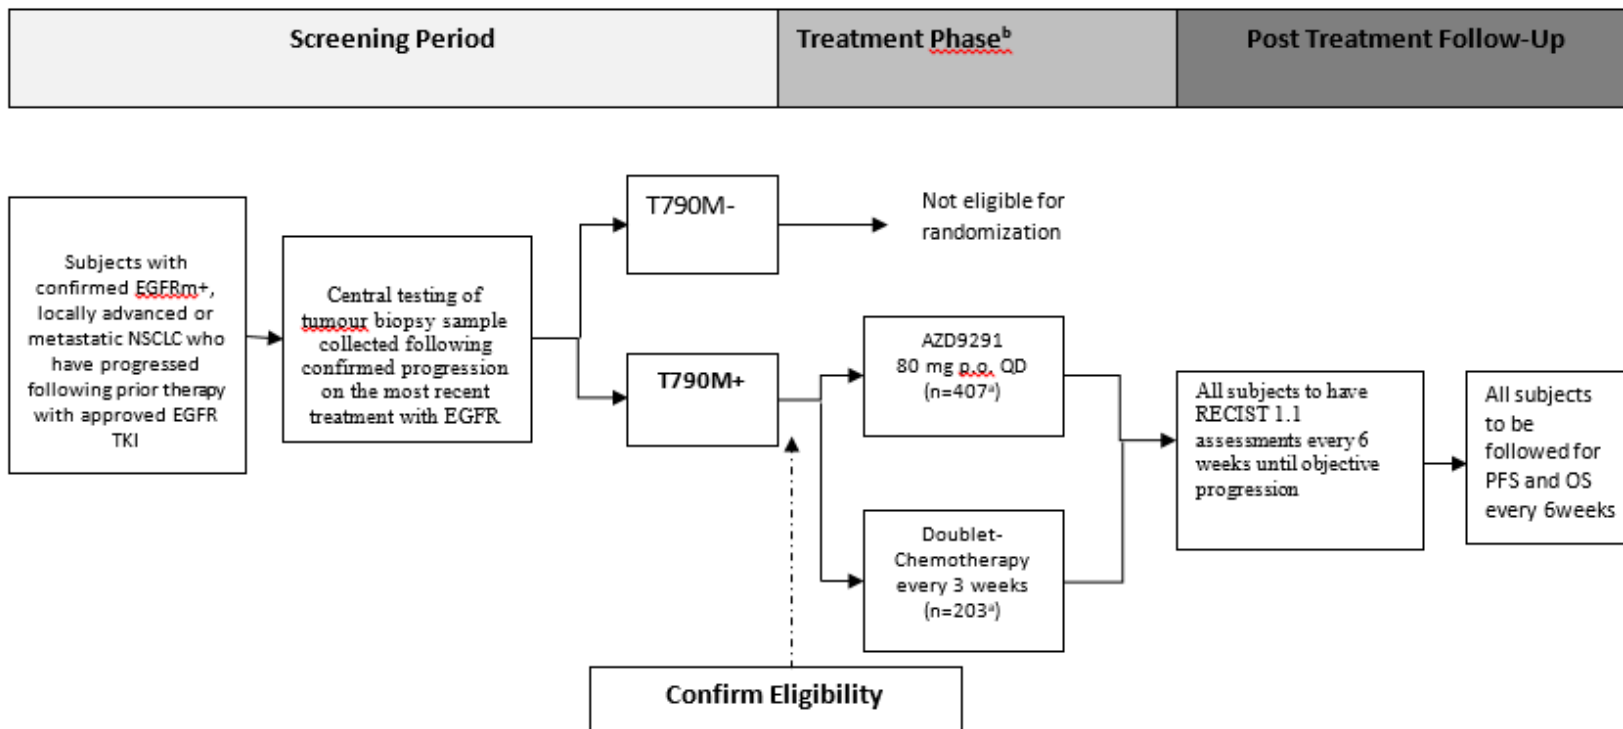 Screening Period
Treatment Phaseᵇ
Post Treatment Follow-Up
Subjects with
confirmed EGFRm+,
locally advanced or
metastatic NSCLC who
have progressed
following prior therapy
with approved EGFR
TKI
Central testing of
tumour biopsy sample
collected following
confirmed progression
on the most recent
treatment with EGFR
T790M-
Not eligible for
randomization
T790M+
AZD9291
80 mg p.o. QD
(n=407ᵃ)
Doublet-
Chemotherapy
every 3 weeks
(n=203ᵃ)
All subjects to have
RECIST 1.1
assessments every 6
weeks until objective
progression
All subjects
to be
followed for
PFS and OS
every 6weeks
Confirm Eligibility